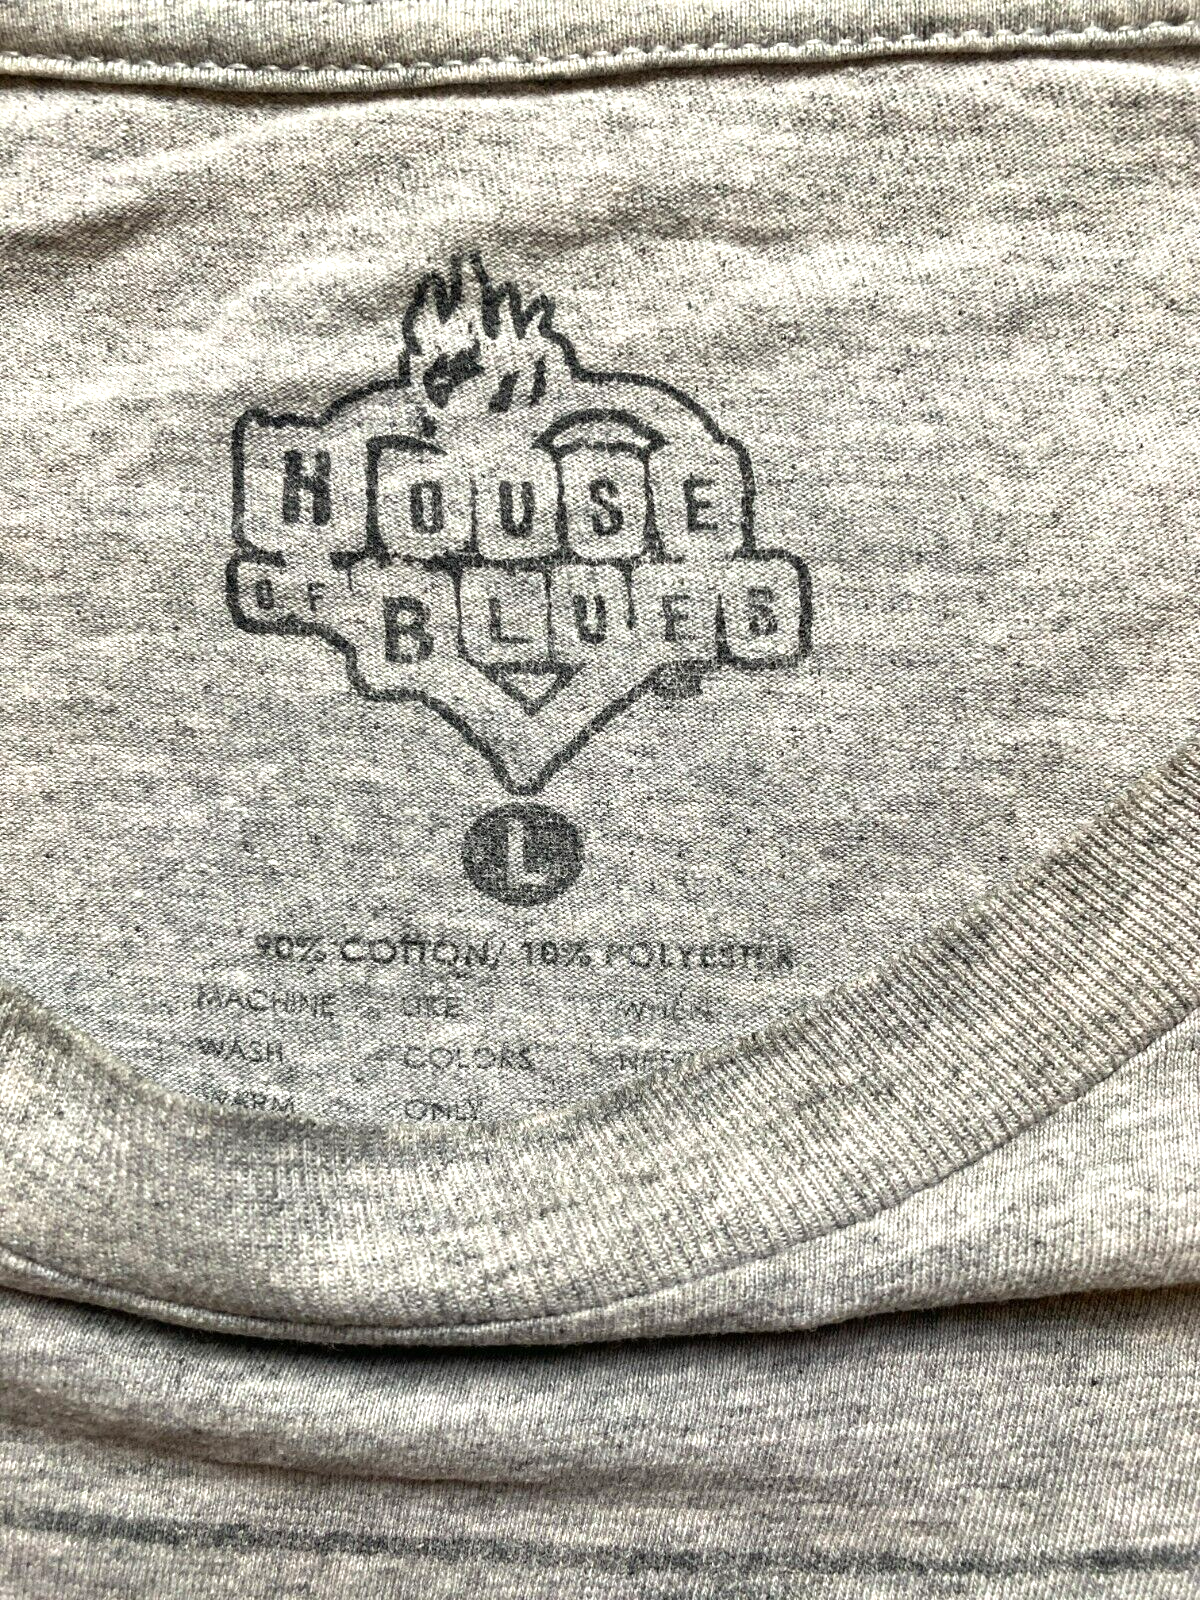 HOUSE
OF BLUES
L
90% COTTON/ 10% POLYESTER
MACHINE LIKE WHEN
WASH COLORS
WARM ONLY